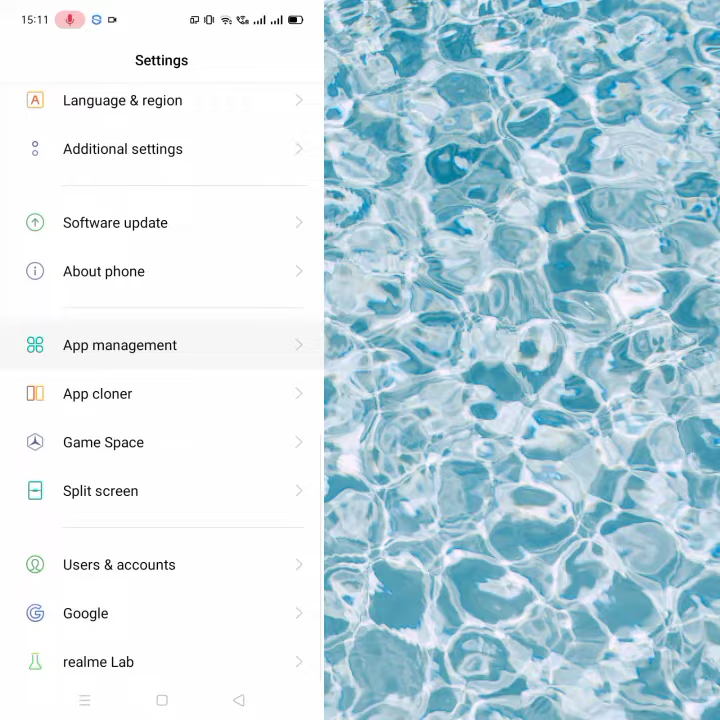 15:11
Settings
Language & region
Additional settings
Software update
About phone
App management
App cloner
Game Space
Split screen
Users & accounts
Google
realme Lab